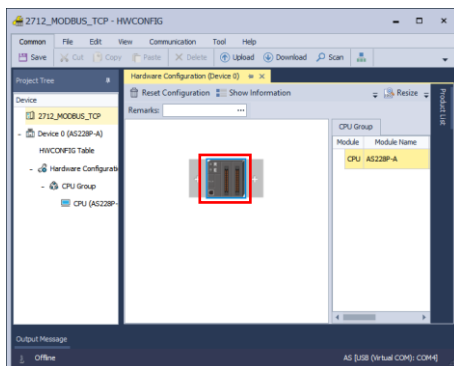 2712_MODBUS_TCP - HWCONFIG
Common File Edit View Communication Tool Help
Save Cut Copy Paste Delete Upload Download Scan
Project Tree
Hardware Configuration (Device 0)
Reset Configuration Show Information Resize
Product List
Remarks: ...
Device
2712_MODBUS_TCP
Device 0 (AS228P-A)
HWCONFIG Table
Hardware Configurati
CPU Group
CPU (AS228P-
CPU Group
Module Module Name
CPU AS228P-A
Output Message
Offline AS [USB (Virtual COM): COM4]